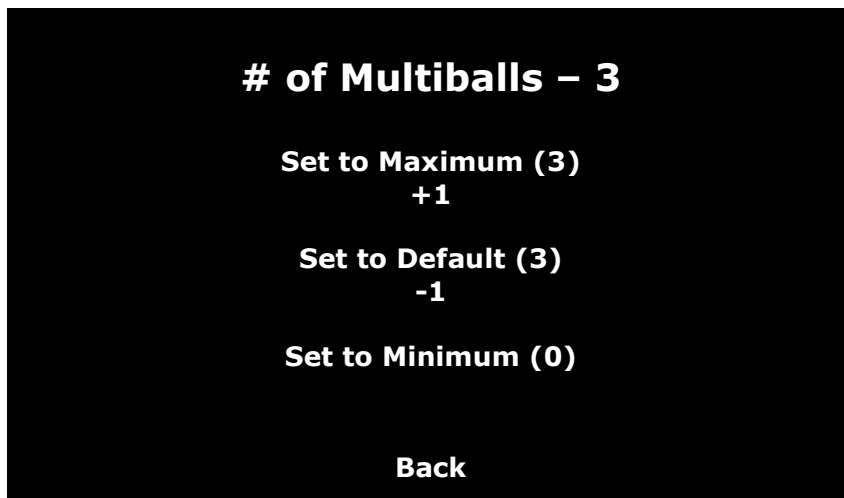 # of Multiballs – 3
Set to Maximum (3)
+1
Set to Default (3)
-1
Set to Minimum (0)
Back